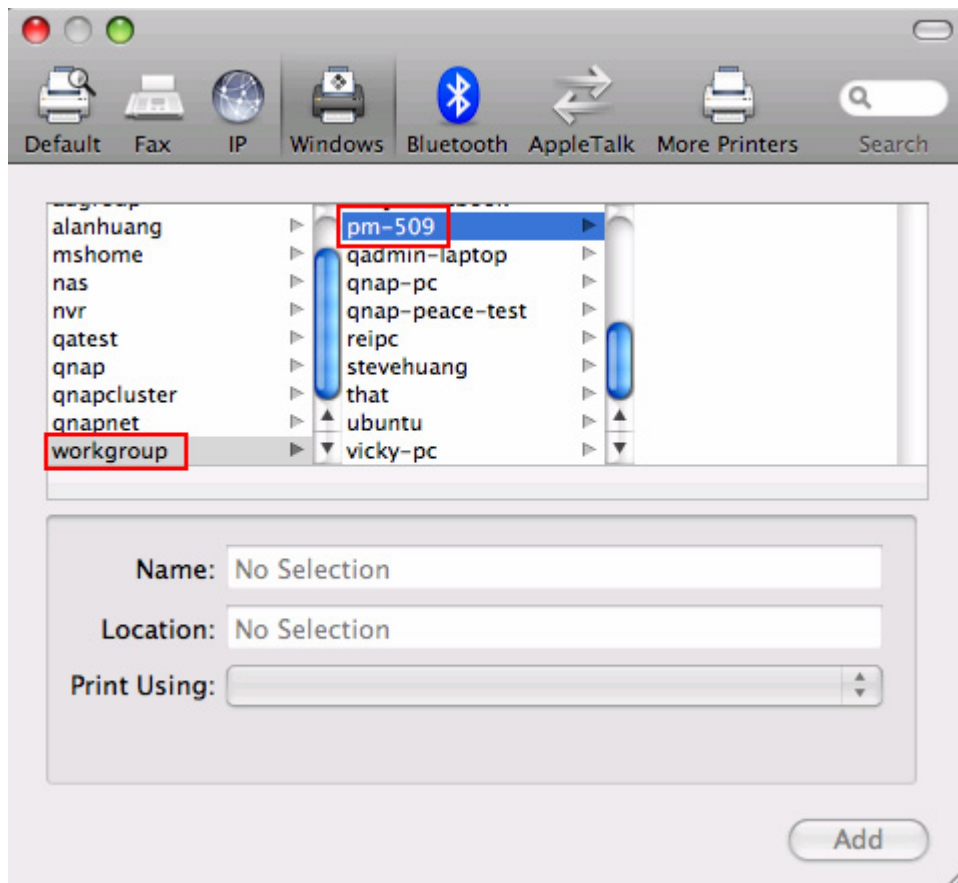 Default Fax IP Windows Bluetooth AppleTalk More Printers Search
alanhuang
mshome
nas
nvr
qatest
qnap
qnapcluster
qnapnet
workgroup
pm-509
qadmin-laptop
qnap-pc
qnap-peace-test
reipc
stevehuang
that
ubuntu
vicky-pc
Name: No Selection
Location: No Selection
Print Using:
Add